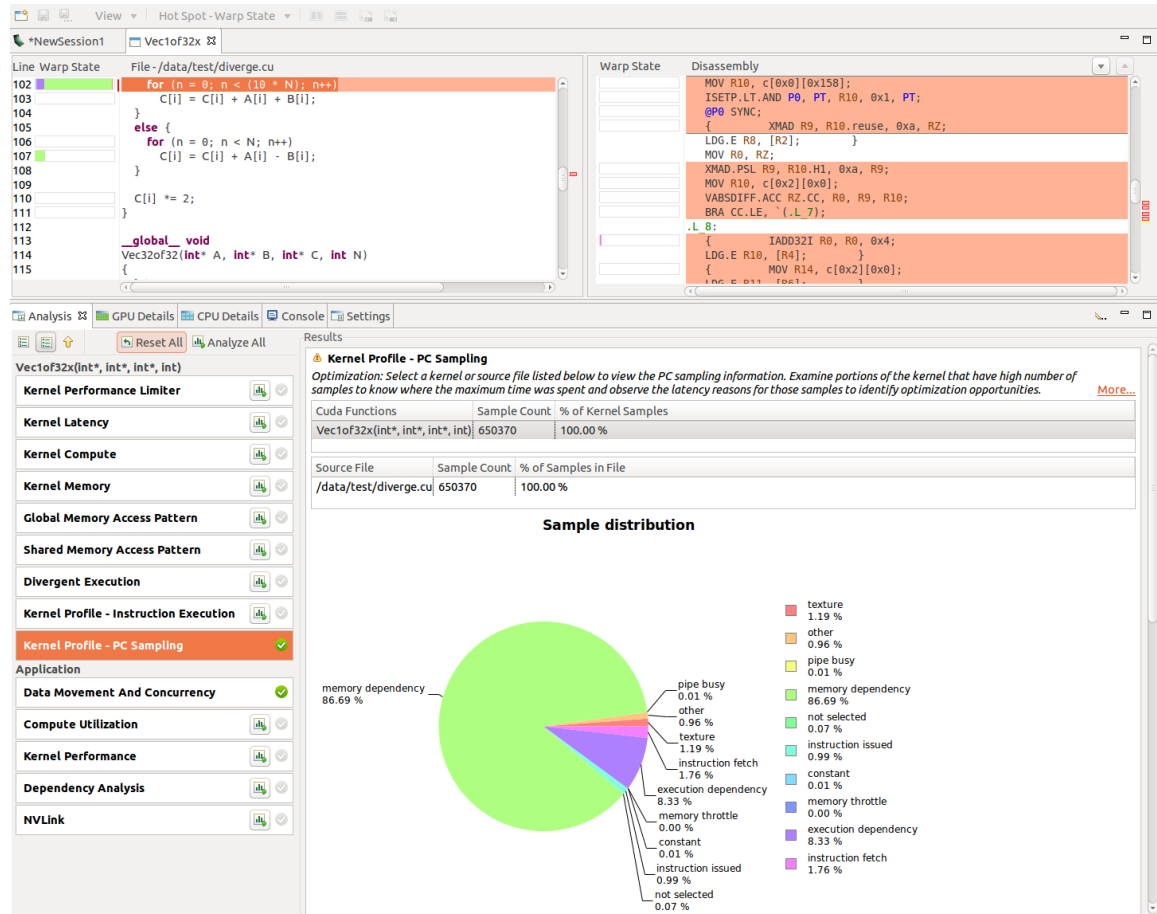 View Hot Spot - Warp State
*NewSession1 Vec1of32x
Line Warp State File - /data/test/diverge.cu
102 for (n = 0; n < (10 * N); n++)
103 C[i] = C[i] + A[i] + B[i];
104 }
105 else {
106 for (n = 0; n < N; n++)
107 C[i] = C[i] + A[i] - B[i];
108 }
109
110 C[i] *= 2;
111 }
112
113 __global__ void
114 Vec32of32(int* A, int* B, int* C, int N)
115 {
Warp State Disassembly
MOV R10, c[0x0][0x158];
ISETP.LT.AND P0, PT, R10, 0x1, PT;
@P0 SYNC;
{ XMAD R9, R10.reuse, 0xa, RZ;
LDG.E R8, [R2]; }
MOV R0, RZ;
XMAD.PSL R9, R10.H1, 0xa, R9;
MOV R10, c[0x2][0x0];
VABSDIFF.ACC RZ.CC, R0, R9, R10;
BRA CC.LE, `(.L_7);
.L_8:
{ IADD32I R0, R0, 0x4;
LDG.E R10, [R4]; }
{ MOV R14, c[0x2][0x0];
LDG.E R11, [R6]; }
Analysis GPU Details CPU Details Console Settings
Reset All Analyze All
Vec1of32x(int*, int*, int*, int)
Kernel Performance Limiter
Kernel Latency
Kernel Compute
Kernel Memory
Global Memory Access Pattern
Shared Memory Access Pattern
Divergent Execution
Kernel Profile - Instruction Execution
Kernel Profile - PC Sampling
Application
Data Movement And Concurrency
Compute Utilization
Kernel Performance
Dependency Analysis
NVLink
Results
Kernel Profile - PC Sampling
Optimization: Select a kernel or source file listed below to view the PC sampling information. Examine portions of the kernel that have high number of
samples to know where the maximum time was spent and observe the latency reasons for those samples to identify optimization opportunities. More...
Cuda Functions Sample Count % of Kernel Samples
Vec1of32x(int*, int*, int*, int) 650370 100.00 %
Source File Sample Count % of Samples in File
/data/test/diverge.cu 650370 100.00 %
Sample distribution
memory dependency
86.69 %
pipe busy
0.01 %
other
0.96 %
texture
1.19 %
instruction fetch
1.76 %
execution dependency
8.33 %
memory throttle
0.00 %
constant
0.01 %
instruction issued
0.99 %
not selected
0.07 %
texture
1.19 %
other
0.96 %
pipe busy
0.01 %
memory dependency
86.69 %
not selected
0.07 %
instruction issued
0.99 %
constant
0.01 %
memory throttle
0.00 %
execution dependency
8.33 %
instruction fetch
1.76 %